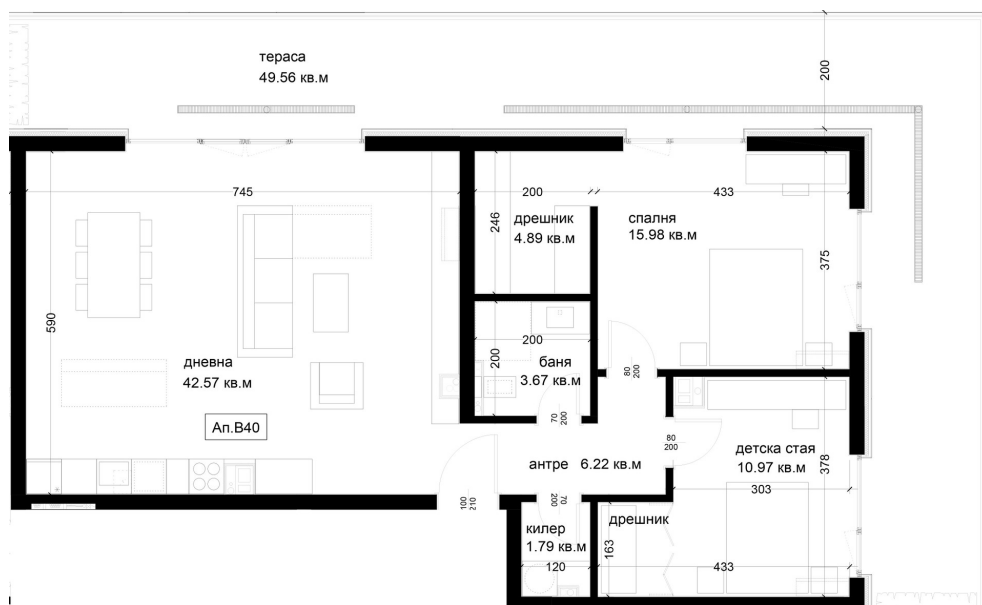 тераса
49.56 кв.м
200
745
200
433
246
дрешник
4.89 кв.м
спалня
15.98 кв.м
375
590
200
200
баня
3.67 кв.м
дневна
42.57 кв.м
80
200
70
200
Ап.В40
80
200
детска стая
10.97 кв.м
378
303
антре 6.22 кв.м
100
210
70
200
килер
1.79 кв.м
120
дрешник
163
433